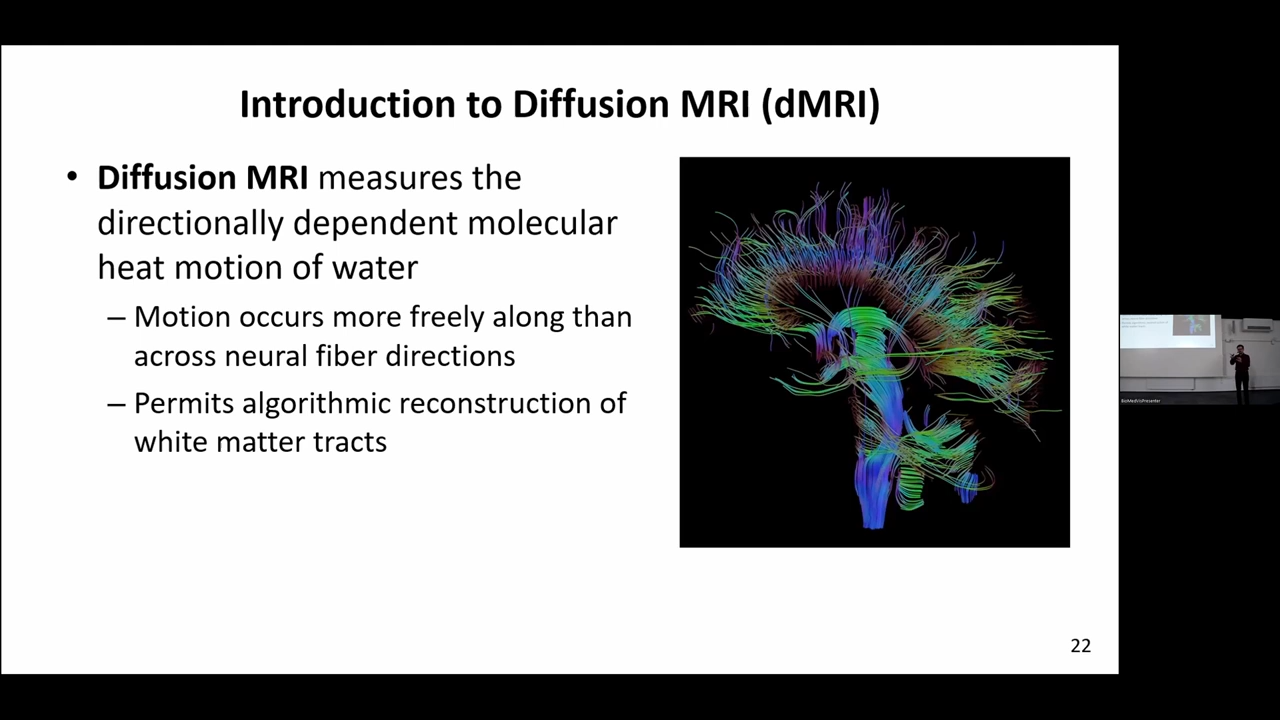 Introduction to Diffusion MRI (dMRI)
• Diffusion MRI measures the
directionally dependent molecular
heat motion of water
– Motion occurs more freely along than
across neural fiber directions
– Permits algorithmic reconstruction of
white matter tracts
22